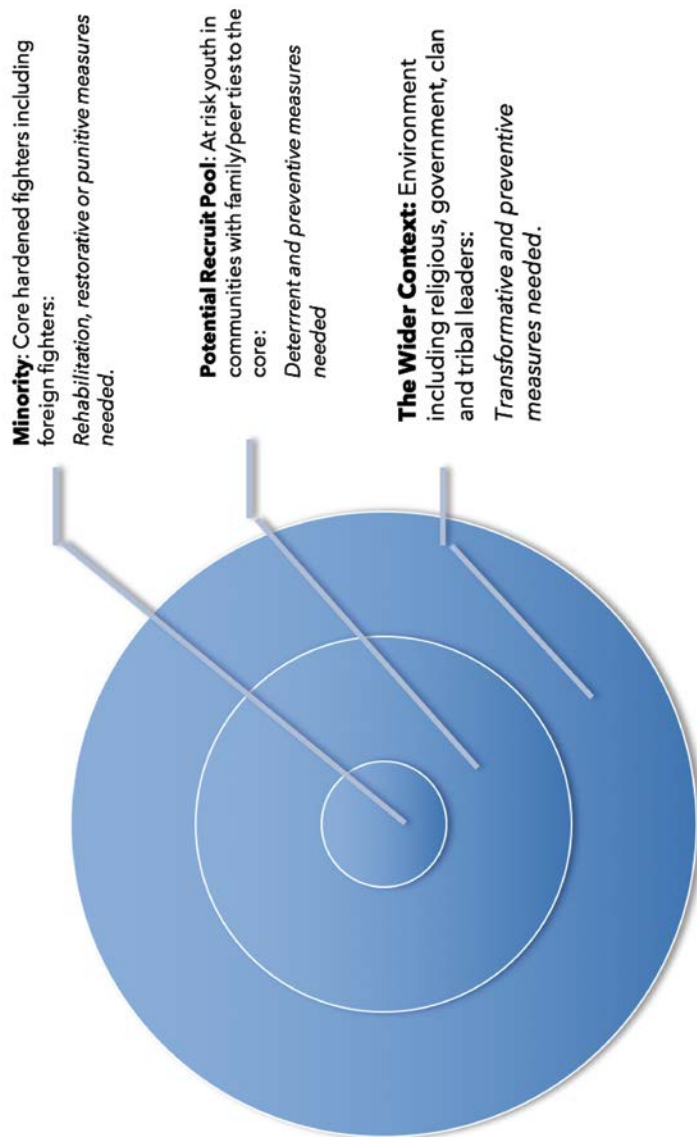 Minority: Core hardened fighters including
foreign fighters:
Rehabilitation, restorative or punitive measures
needed.
Potential Recruit Pool: At risk youth in
communities with family/peer ties to the
core:
Deterrrent and preventive measures
needed
The Wider Context: Environment
including religious, government, clan
and tribal leaders:
Transformative and preventive
measures needed.